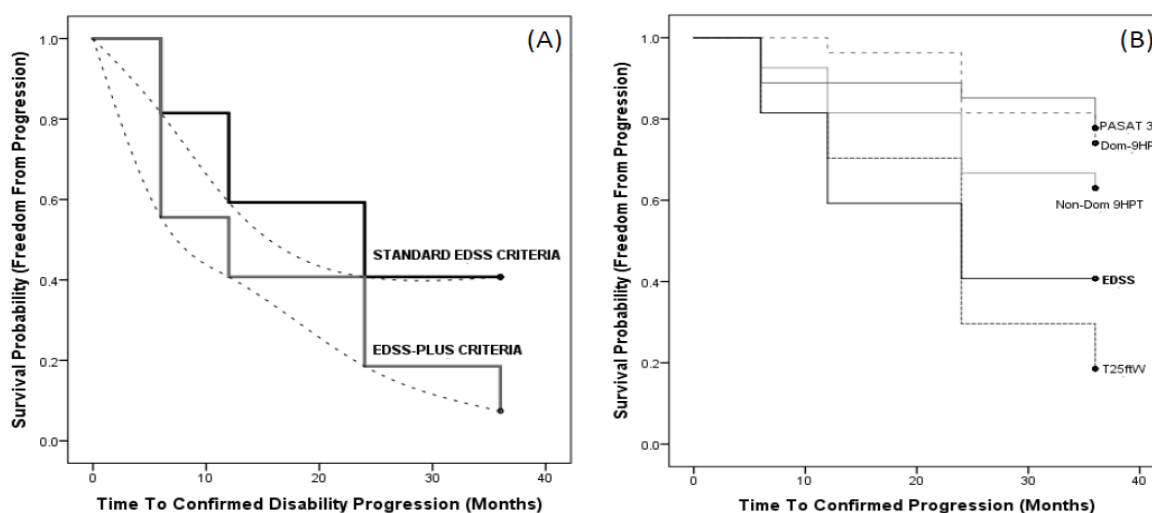 (A)
Survival Probability (Freedom From Progression)
1.0
0.8
0.6
0.4
0.2
0.0
STANDARD EDSS CRITERIA
EDSS-PLUS CRITERIA
0 10 20 30 40
Time To Confirmed Disability Progression (Months)
(B)
Survival Probability (Freedom From Progression)
1.0
0.8
0.6
0.4
0.2
0.0
PASAT 3
Dom-9HP
Non-Dom 9HPT
EDSS
T25ftW
0 10 20 30 40
Time To Confirmed Progression (Months)